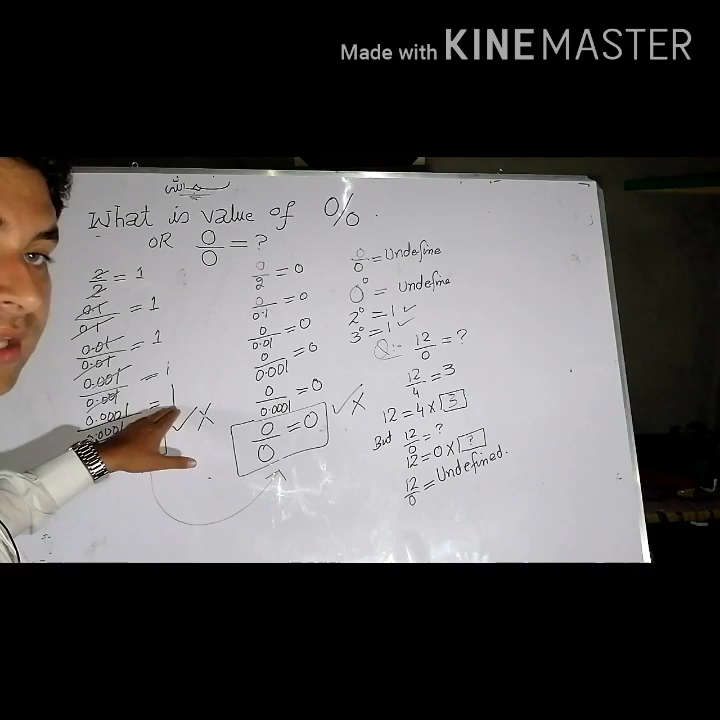 Made with KINEMASTER
What is value of 0/0.
OR 0/0 = ?
2/2 = 1
0.1/0.1 = 1
0.01/0.01 = 1
0.001/0.001 = 1
0.0001/0.0001 = 1
✓ X
0/2 = 0
0/0.1 = 0
0/0.01 = 0
0/0.001 = 0
0/0.0001 = 0
0/0 = 0 ✓ X
0/0 = Undefine
0⁰ = Undefine
2⁰ = 1 ✓
3⁰ = 1 ✓
Q:- 12/0 = ?
12/4 = 3
12 = 4 × 3
But 12/0 = ?
12 = 0 × ?
12/0 = Undefined.